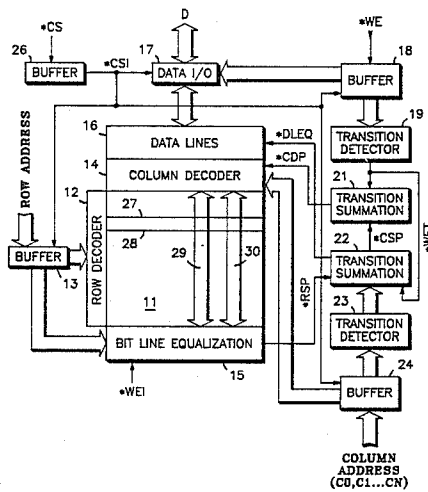 D
*CS
*WE
26
*CSI
17
18
BUFFER
DATA I/O
BUFFER
19
16
*DLEQ
TRANSITION
DETECTOR
DATA LINES
14
*CDP
21
COLUMN DECODER
TRANSITION
SUMMATION
ROW ADDRESS
12
27
22
*CSP
*WET
28
TRANSITION
SUMMATION
BUFFER
13
ROW DECODER
29
30
*RSP
23
11
TRANSITION
DETECTOR
BIT LINE EQUALIZATION
24
15
BUFFER
*WEI
COLUMN
ADDRESS
(C0,C1...CN)